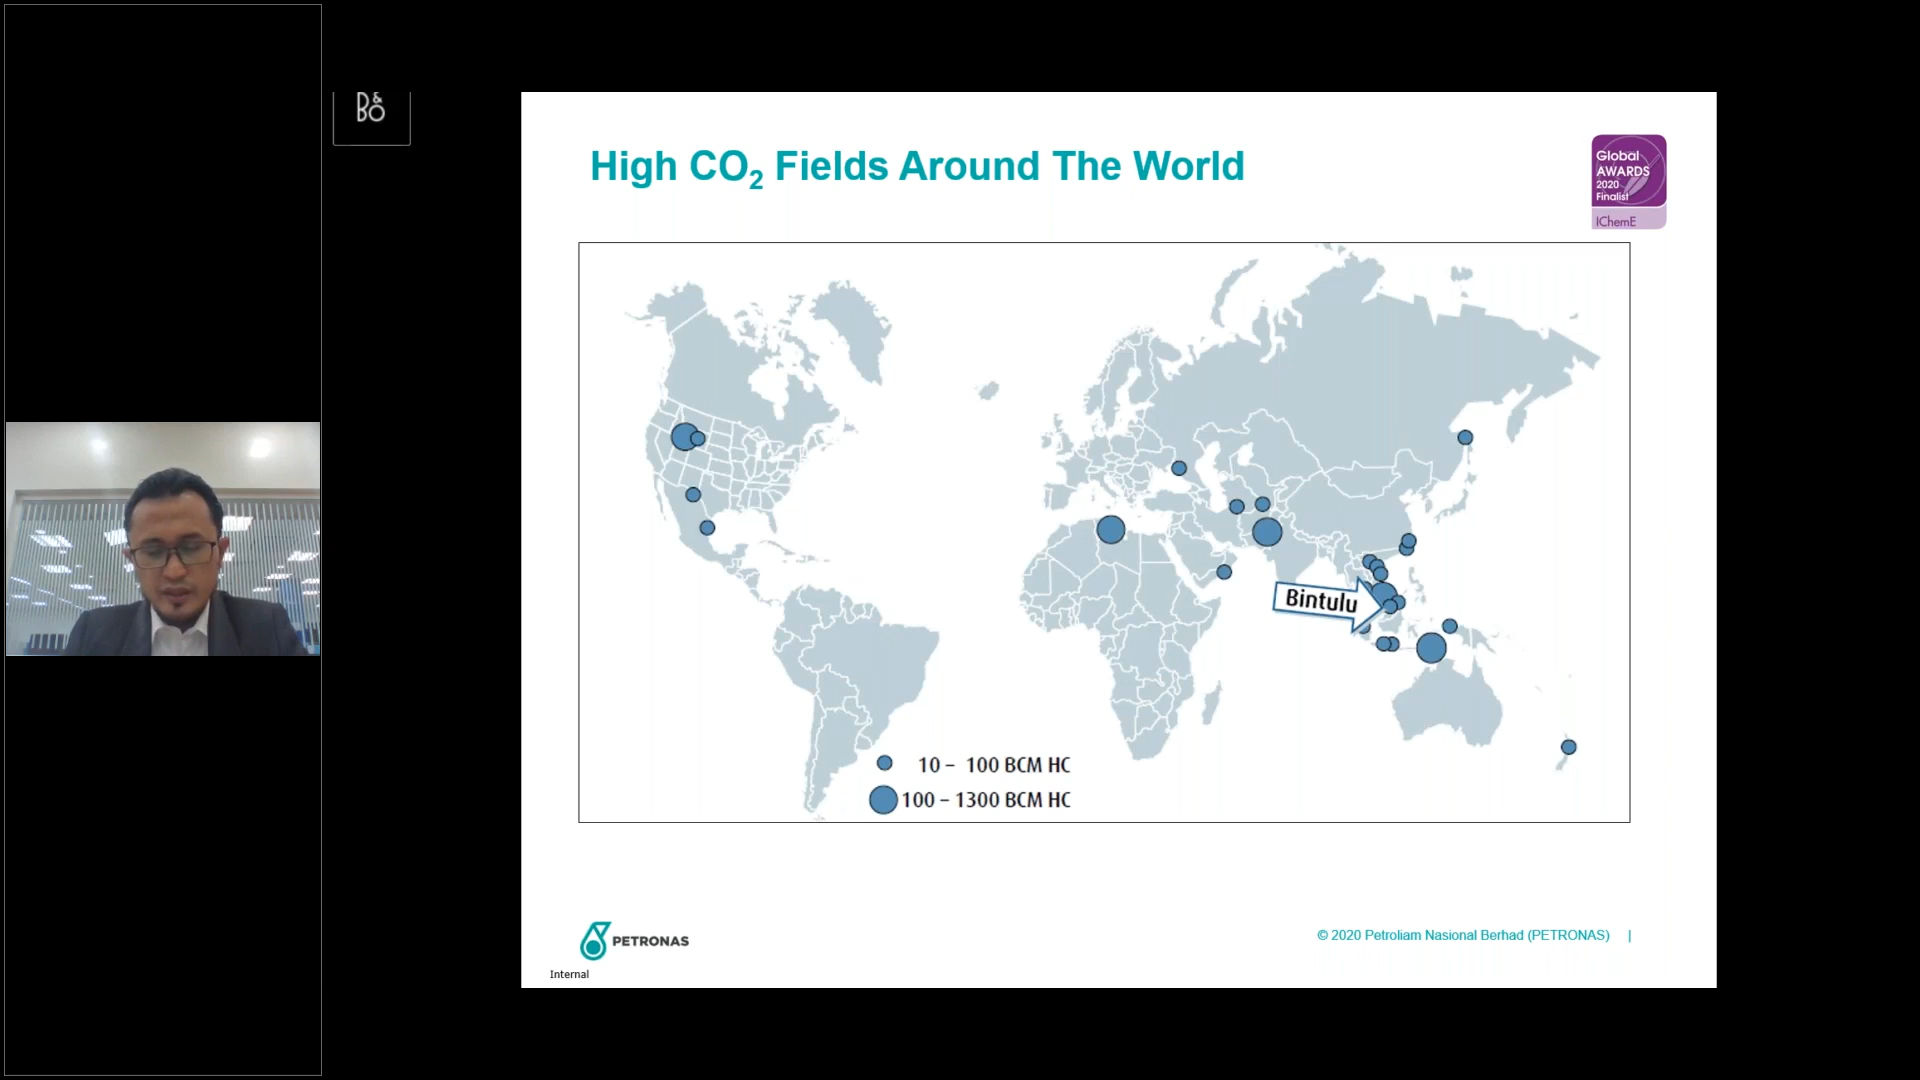 B&
BO
High CO₂ Fields Around The World
Global
AWARDS
2020
Finalist
IChemE
Bintulu
10 – 100 BCM HC
100 – 1300 BCM HC
PETRONAS
© 2020 Petroliam Nasional Berhad (PETRONAS) |
Internal